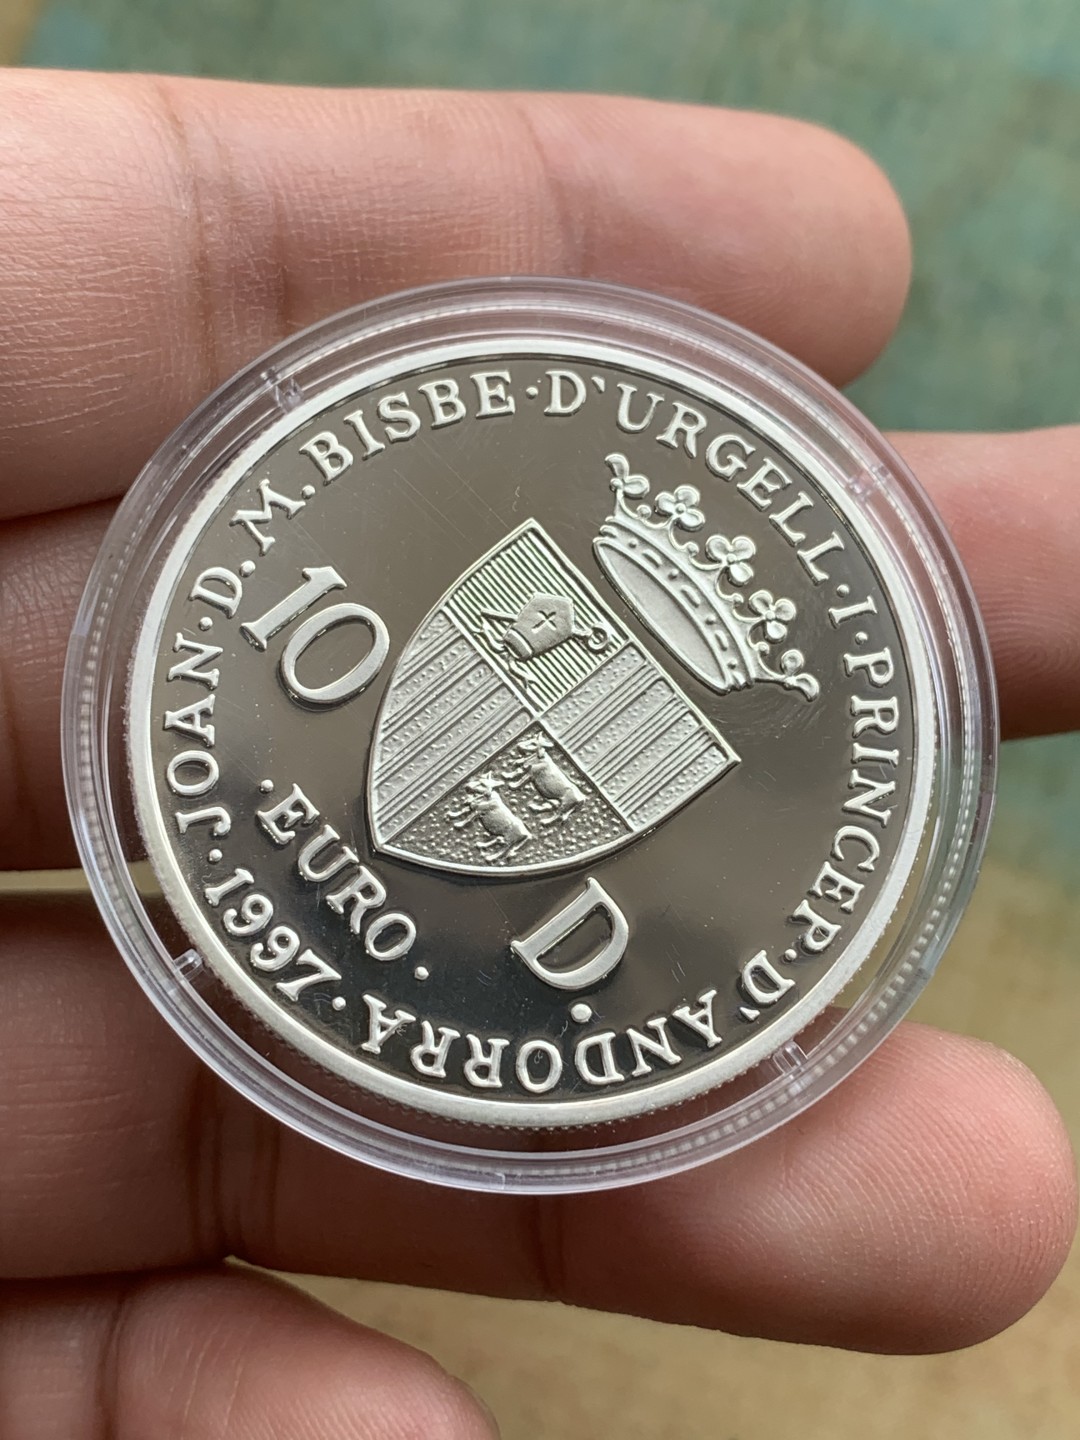 JOAN·D.M.BISBE·D'URGELL·I·PRINCEP·D'ANDORRA·1997·
10
·EURO·
D·